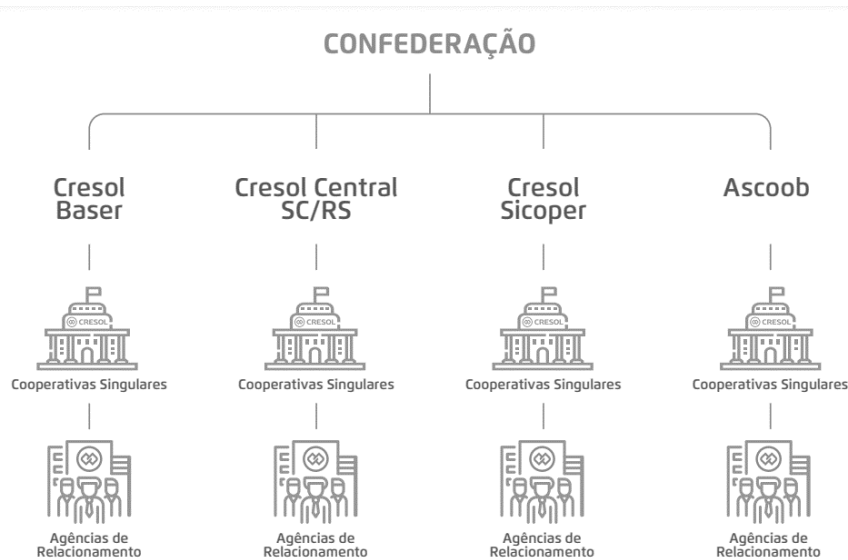 CONFEDERAÇÃO
Cresol
Baser
Cresol Central
SC/RS
Cresol
Sicoper
Ascoob
CRESOL
CRESOL
CRESOL
CRESOL
Cooperativas Singulares
Cooperativas Singulares
Cooperativas Singulares
Cooperativas Singulares
Agências de
Relacionamento
Agências de
Relacionamento
Agências de
Relacionamento
Agências de
Relacionamento